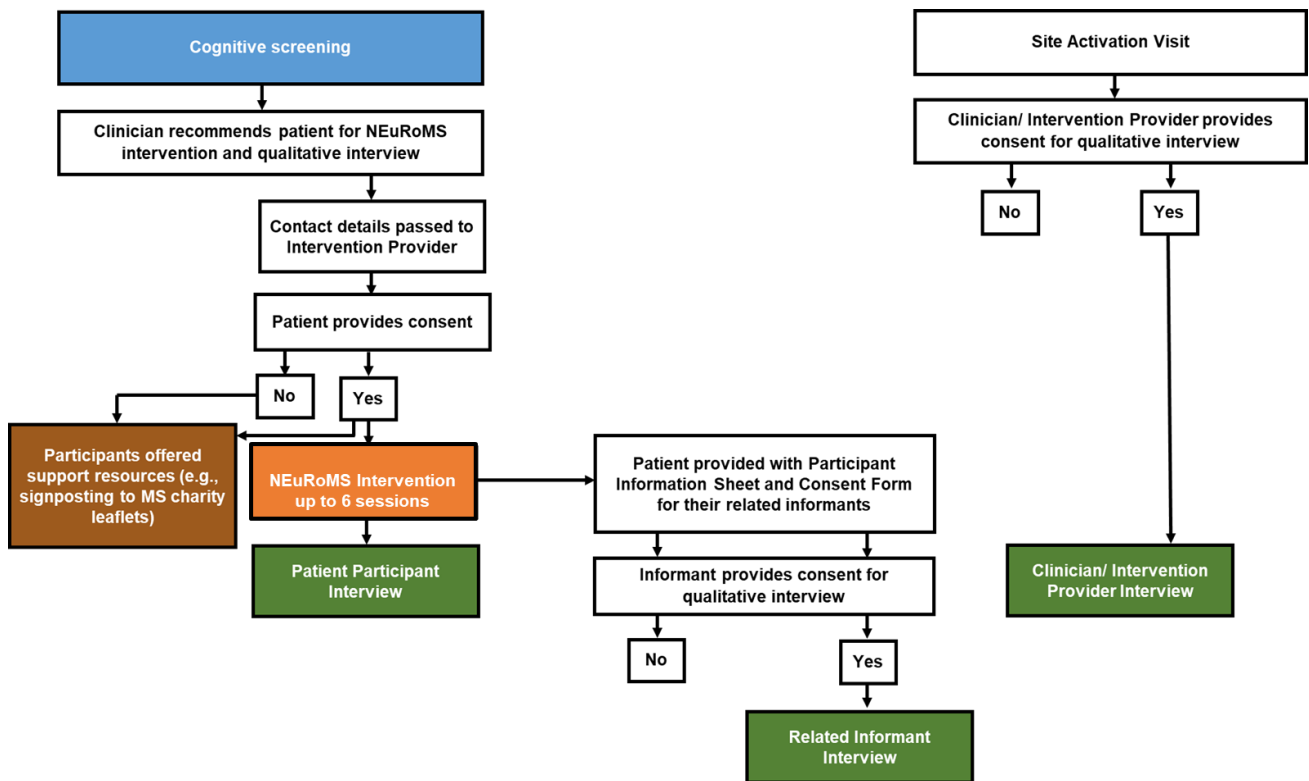 Cognitive screening
Clinician recommends patient for NEuRoMS
intervention and qualitative interview
Contact details passed to
Intervention Provider
Patient provides consent
No
Yes
Participants offered
support resources (e.g.,
signposting to MS charity
leaflets)
NEuRoMS Intervention
up to 6 sessions
Patient Participant
Interview
Patient provided with Participant
Information Sheet and Consent Form
for their related informants
Informant provides consent for
qualitative interview
No
Yes
Related Informant
Interview
Site Activation Visit
Clinician/ Intervention Provider provides
consent for qualitative interview
No
Yes
Clinician/ Intervention
Provider Interview